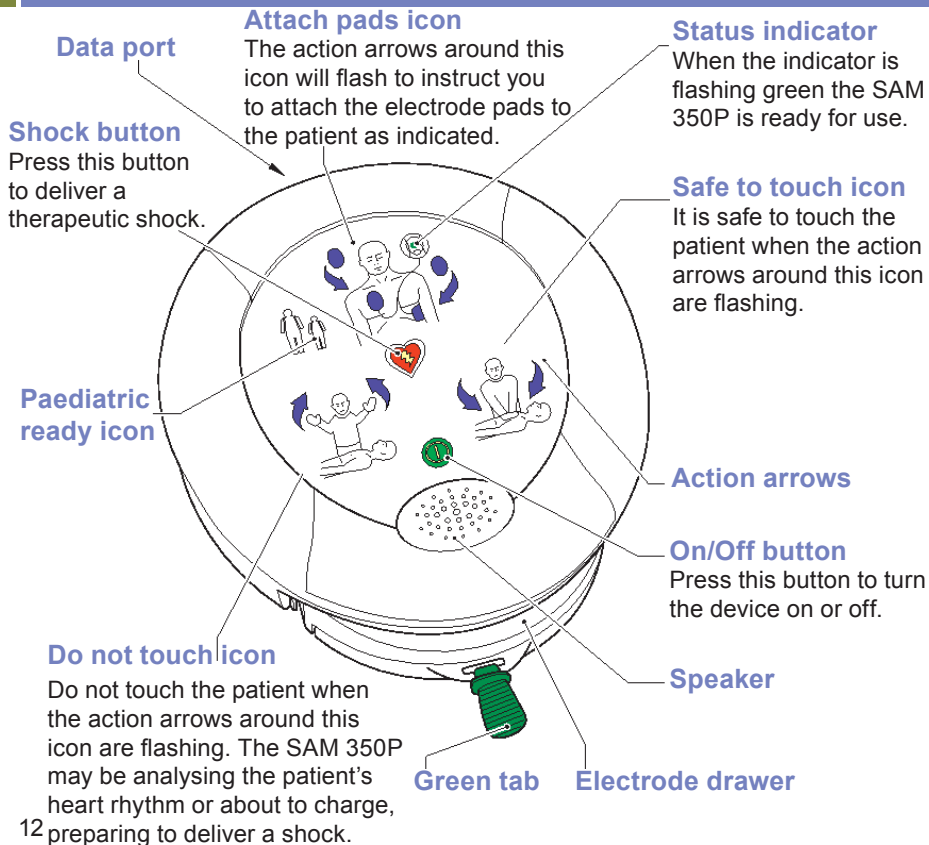 Data port
Attach pads icon
The action arrows around this
icon will flash to instruct you
to attach the electrode pads to
the patient as indicated.
Status indicator
When the indicator is
flashing green the SAM
350P is ready for use.
Shock button
Press this button
to deliver a
therapeutic shock.
Safe to touch icon
It is safe to touch the
patient when the action
arrows around this icon
are flashing.
Paediatric
ready icon
Action arrows
On/Off button
Press this button to turn
the device on or off.
Do not touch icon
Do not touch the patient when
the action arrows around this
icon are flashing. The SAM 350P
may be analysing the patient’s
heart rhythm or about to charge,
preparing to deliver a shock.
Speaker
Green tab
Electrode drawer
12